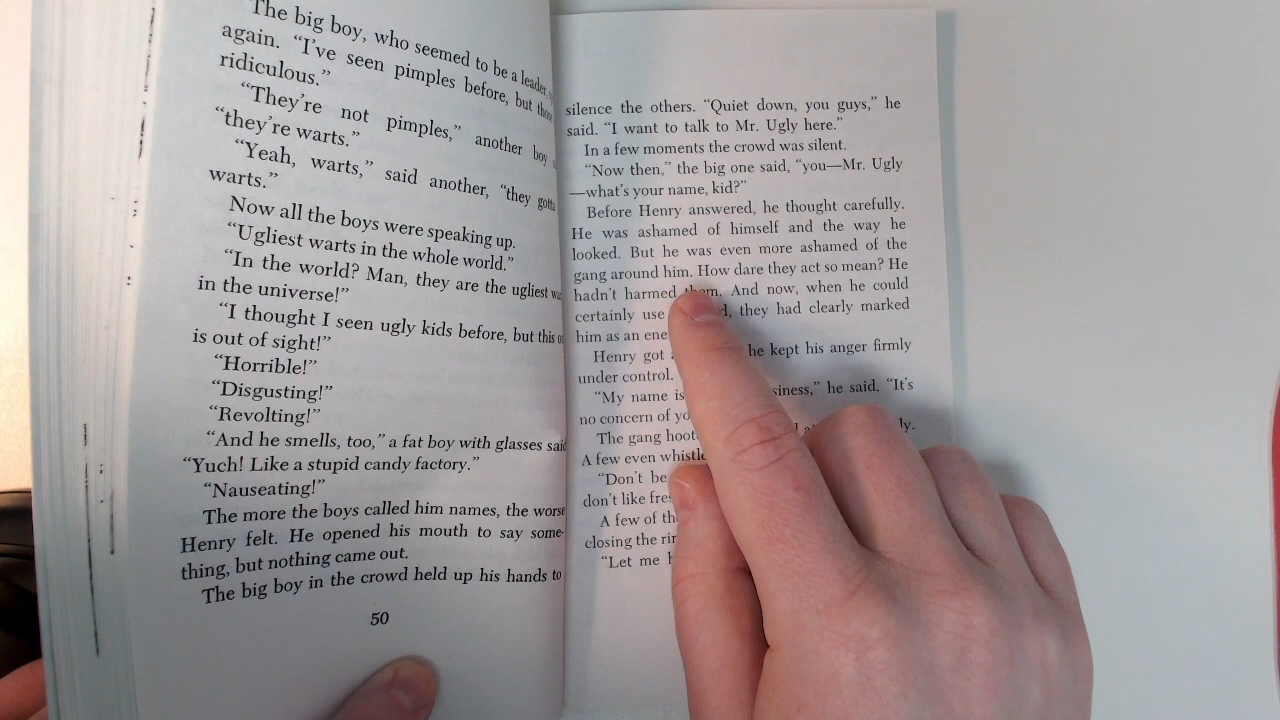 The big boy, who seemed to be a leader,
again. “I've seen pimples before, but those
ridiculous.”
“They're not pimples,” another boy
“they're warts.”
“Yeah, warts,” said another, “they gotta
warts.”
Now all the boys were speaking up.
“Ugliest warts in the whole world.”
“In the world? Man, they are the ugliest
in the universe!”
“I thought I seen ugly kids before, but this
is out of sight!”
“Horrible!”
“Disgusting!”
“Revolting!”
“And he smells, too,” a fat boy with glasses said
“Yuch! Like a stupid candy factory.”
“Nauseating!”
The more the boys called him names, the worse
Henry felt. He opened his mouth to say some-
thing, but nothing came out.
The big boy in the crowd held up his hands to
50
silence the others. “Quiet down, you guys,” he
said. “I want to talk to Mr. Ugly here.”
In a few moments the crowd was silent.
“Now then,” the big one said, “you—Mr. Ugly
—what's your name, kid?”
Before Henry answered, he thought carefully.
He was ashamed of himself and the way he
looked. But he was even more ashamed of the
gang around him. How dare they act so mean? He
hadn't harmed them. And now, when he could
certainly use they had clearly marked
him as an
Henry got he kept his anger firmly
under control.
“My name is he said. “It's
no concern of
The gang
A few even
“Don't be
don't like
A few of
closing the
“Let me